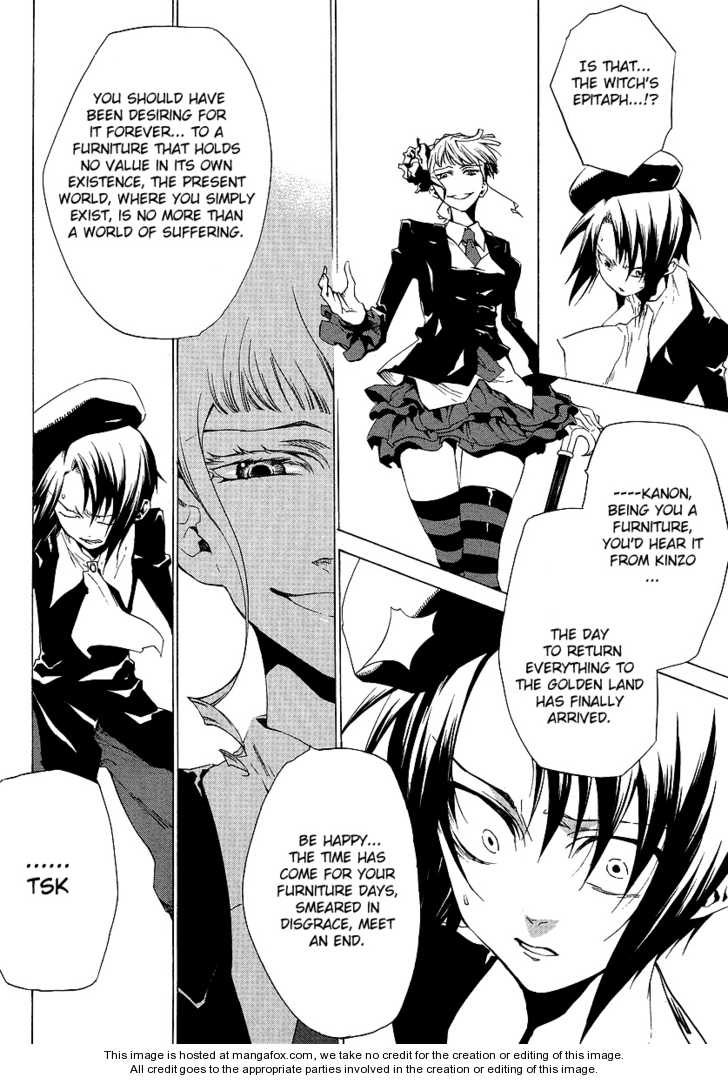 IS THAT...
THE WITCH'S
EPITAPH...!?
----KANON,
BEING YOU A
FURNITURE,
YOU'D HEAR IT
FROM KINZO
...
THE DAY
TO RETURN
EVERYTHING TO
THE GOLDEN LAND
HAS FINALLY
ARRIVED.
YOU SHOULD HAVE
BEEN DESIRING FOR
IT FOREVER... TO A
FURNITURE THAT HOLDS
NO VALUE IN ITS OWN
EXISTENCE, THE PRESENT
WORLD, WHERE YOU SIMPLY
EXIST, IS NO MORE THAN
A WORLD OF SUFFERING.
BE HAPPY...
THE TIME HAS
COME FOR YOUR
FURNITURE DAYS,
SMEARED IN
DISGRACE, MEET
AN END.
......
TSK
This image is hosted at mangafox.com, we take no credit for the creation or editing of this image.
All credit goes to the appropriate parties involved in the creation or editing of this image.